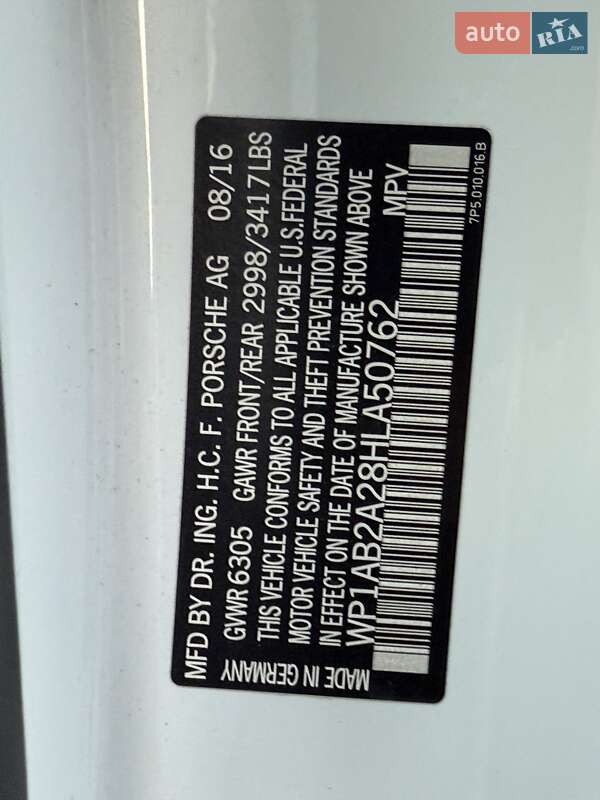 auto RIA.com
MFD BY DR. ING. H.C. F. PORSCHE AG 08/16
GVWR 6305 GAWR FRONT/REAR 2998/3417LBS
THIS VEHICLE CONFORMS TO ALL APPLICABLE U.S.FEDERAL
MOTOR VEHICLE SAFETY AND THEFT PREVENTION STANDARDS
IN EFFECT ON THE DATE OF MANUFACTURE SHOWN ABOVE
WP1AB2A28HLA50762 MPV
MADE IN GERMANY
7P5.010.016.B